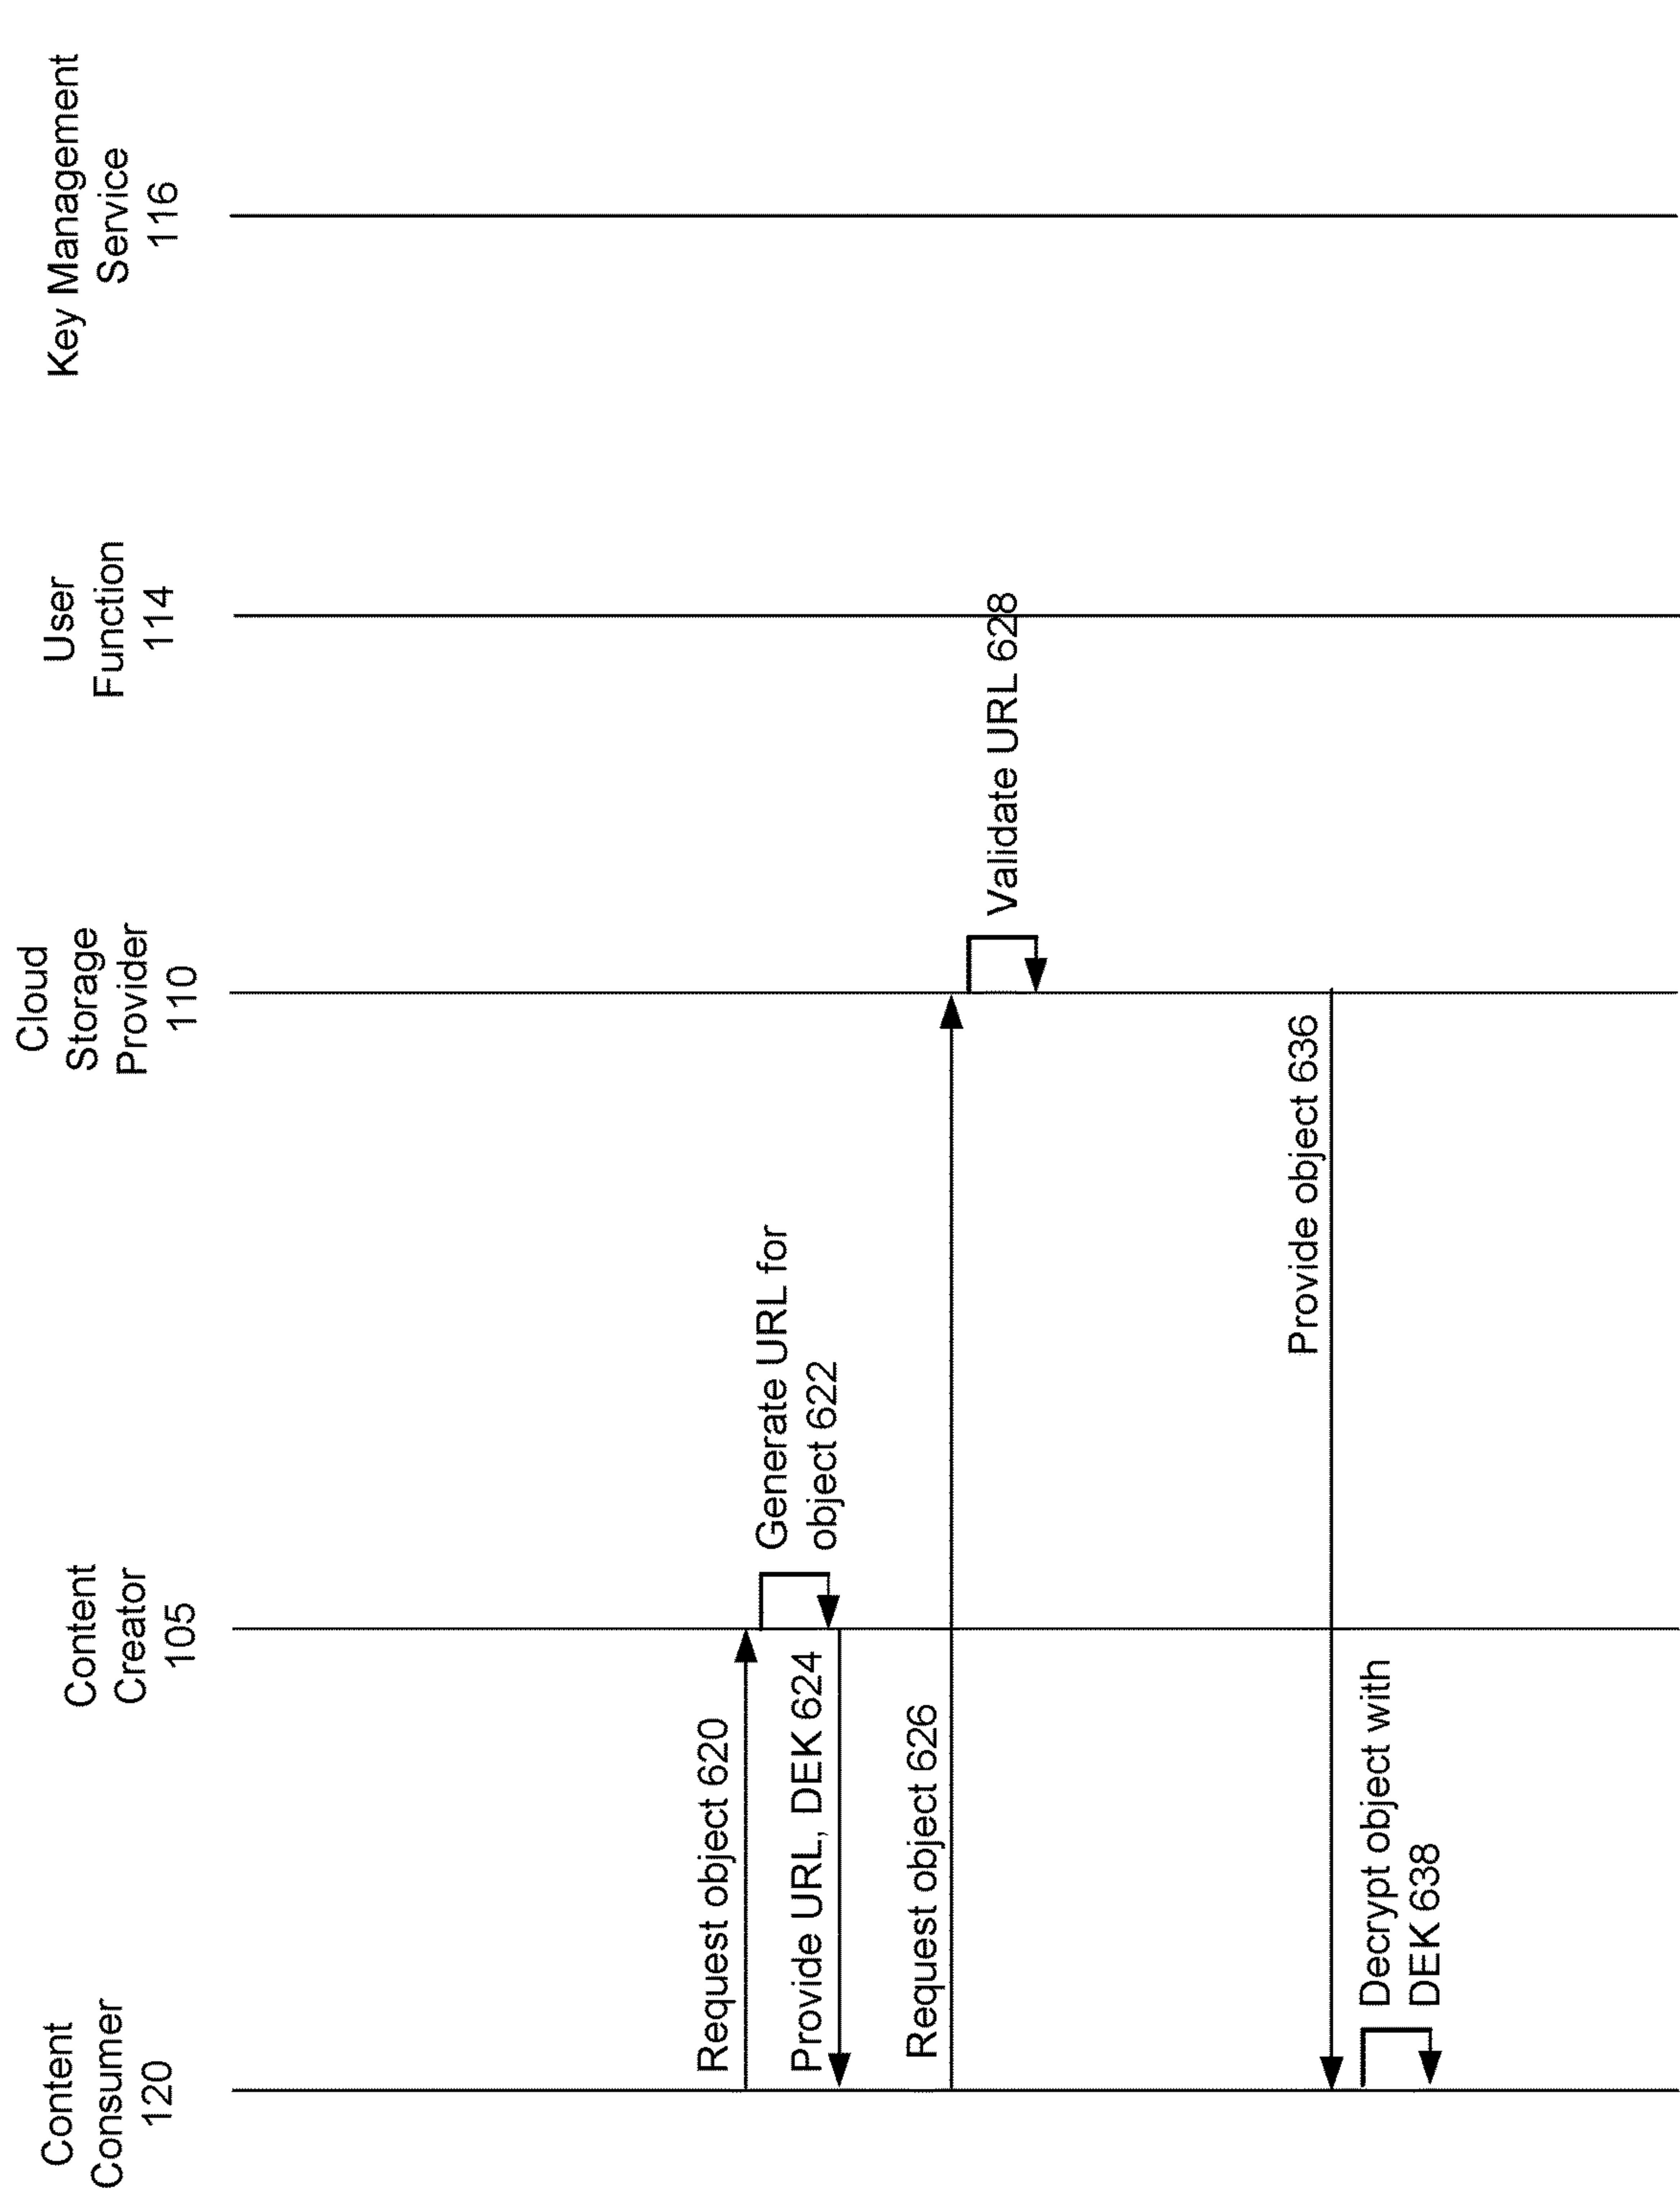 Content
Consumer
120
Content
Creator
105
Cloud
Storage
Provider
110
User
Function
114
Key Management
Service
116
Request object 620
Generate URL for
object 622
Provide URL, DEK 624
Request object 626
Validate URL 628
Provide object 636
Decrypt object with
DEK 638